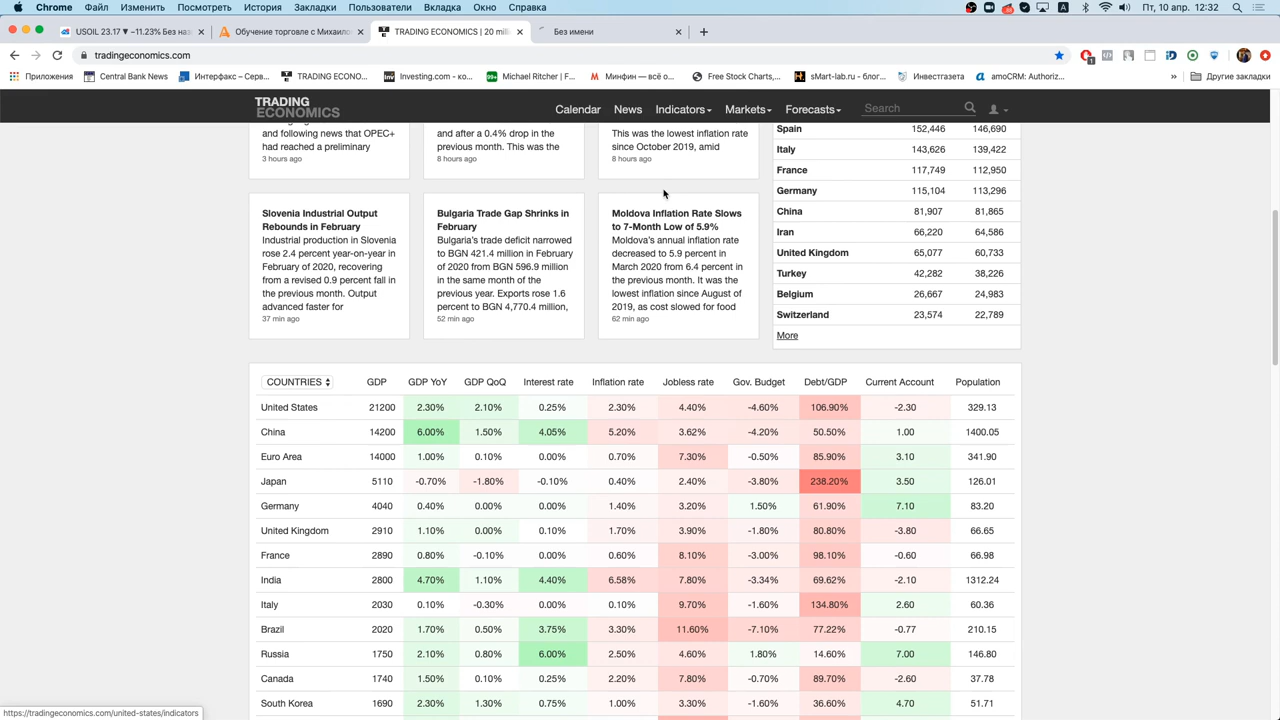 Chrome Файл Изменить Посмотреть История Закладки Пользователи Вкладка Окно Справка Пт, 10 апр. 12:32
USOIL 23.17 ▼ −11.23% Без наз
Обучение торговле с Михаилом
TRADING ECONOMICS | 20 mil
Без имени
tradingeconomics.com
Приложения Central Bank News Интерфакс – Серв... TRADING ECONO... Investing.com - ко... Michael Ritcher | F... Минфин — всё о... Free Stock Charts,... sMart-lab.ru - блог... Инвестгазета amoCRM: Authoriz... » Другие закладки
TRADING
ECONOMICS
Calendar News Indicators Markets Forecasts Search
and following news that OPEC+
had reached a preliminary
3 hours ago
and after a 0.4% drop in the
previous month. This was the
8 hours ago
This was the lowest inflation rate
since October 2019, amid
8 hours ago
Slovenia Industrial Output
Rebounds in February
Industrial production in Slovenia
rose 2.4 percent year-on-year in
February of 2020, recovering
from a revised 0.9 percent fall in
the previous month. Output
advanced faster for
37 min ago
Bulgaria Trade Gap Shrinks in
February
Bulgaria's trade deficit narrowed
to BGN 421.4 million in February
of 2020 from BGN 596.9 million
in the same month of the
previous year. Exports rose 1.6
percent to BGN 4,770.4 million,
52 min ago
Moldova Inflation Rate Slows
to 7-Month Low of 5.9%
Moldova's annual inflation rate
decreased to 5.9 percent in
March 2020 from 6.4 percent in
the previous month. It was the
lowest inflation since August of
2019, as cost slowed for food
62 min ago
Spain 152,446 146,690
Italy 143,626 139,422
France 117,749 112,950
Germany 115,104 113,296
China 81,907 81,865
Iran 66,220 64,586
United Kingdom 65,077 60,733
Turkey 42,282 38,226
Belgium 26,667 24,983
Switzerland 23,574 22,789
More
COUNTRIES GDP GDP YoY GDP QoQ Interest rate Inflation rate Jobless rate Gov. Budget Debt/GDP Current Account Population
United States 21200 2.30% 2.10% 0.25% 2.30% 4.40% -4.60% 106.90% -2.30 329.13
China 14200 6.00% 1.50% 4.05% 5.20% 3.62% -4.20% 50.50% 1.00 1400.05
Euro Area 14000 1.00% 0.10% 0.00% 0.70% 7.30% -0.50% 85.90% 3.10 341.90
Japan 5110 -0.70% -1.80% -0.10% 0.40% 2.40% -3.80% 238.20% 3.50 126.01
Germany 4040 0.40% 0.00% 0.00% 1.40% 3.20% 1.50% 61.90% 7.10 83.20
United Kingdom 2910 1.10% 0.00% 0.10% 1.70% 3.90% -1.80% 80.80% -3.80 66.65
France 2890 0.80% -0.10% 0.00% 0.60% 8.10% -3.00% 98.10% -0.60 66.98
India 2800 4.70% 1.10% 4.40% 6.58% 7.80% -3.34% 69.62% -2.10 1312.24
Italy 2030 0.10% -0.30% 0.00% 0.10% 9.70% -1.60% 134.80% 2.60 60.36
Brazil 2020 1.70% 0.50% 3.75% 3.30% 11.60% -7.10% 77.22% -0.77 210.15
Russia 1750 2.10% 0.80% 6.00% 2.50% 4.60% 1.80% 14.60% 7.00 146.80
Canada 1740 1.50% 0.10% 0.25% 2.20% 7.80% -0.70% 89.70% -2.60 37.78
South Korea 1690 2.30% 1.30% 0.75% 1.00% 3.30% -1.60% 36.60% 4.70 51.71
https://tradingeconomics.com/united-states/indicators